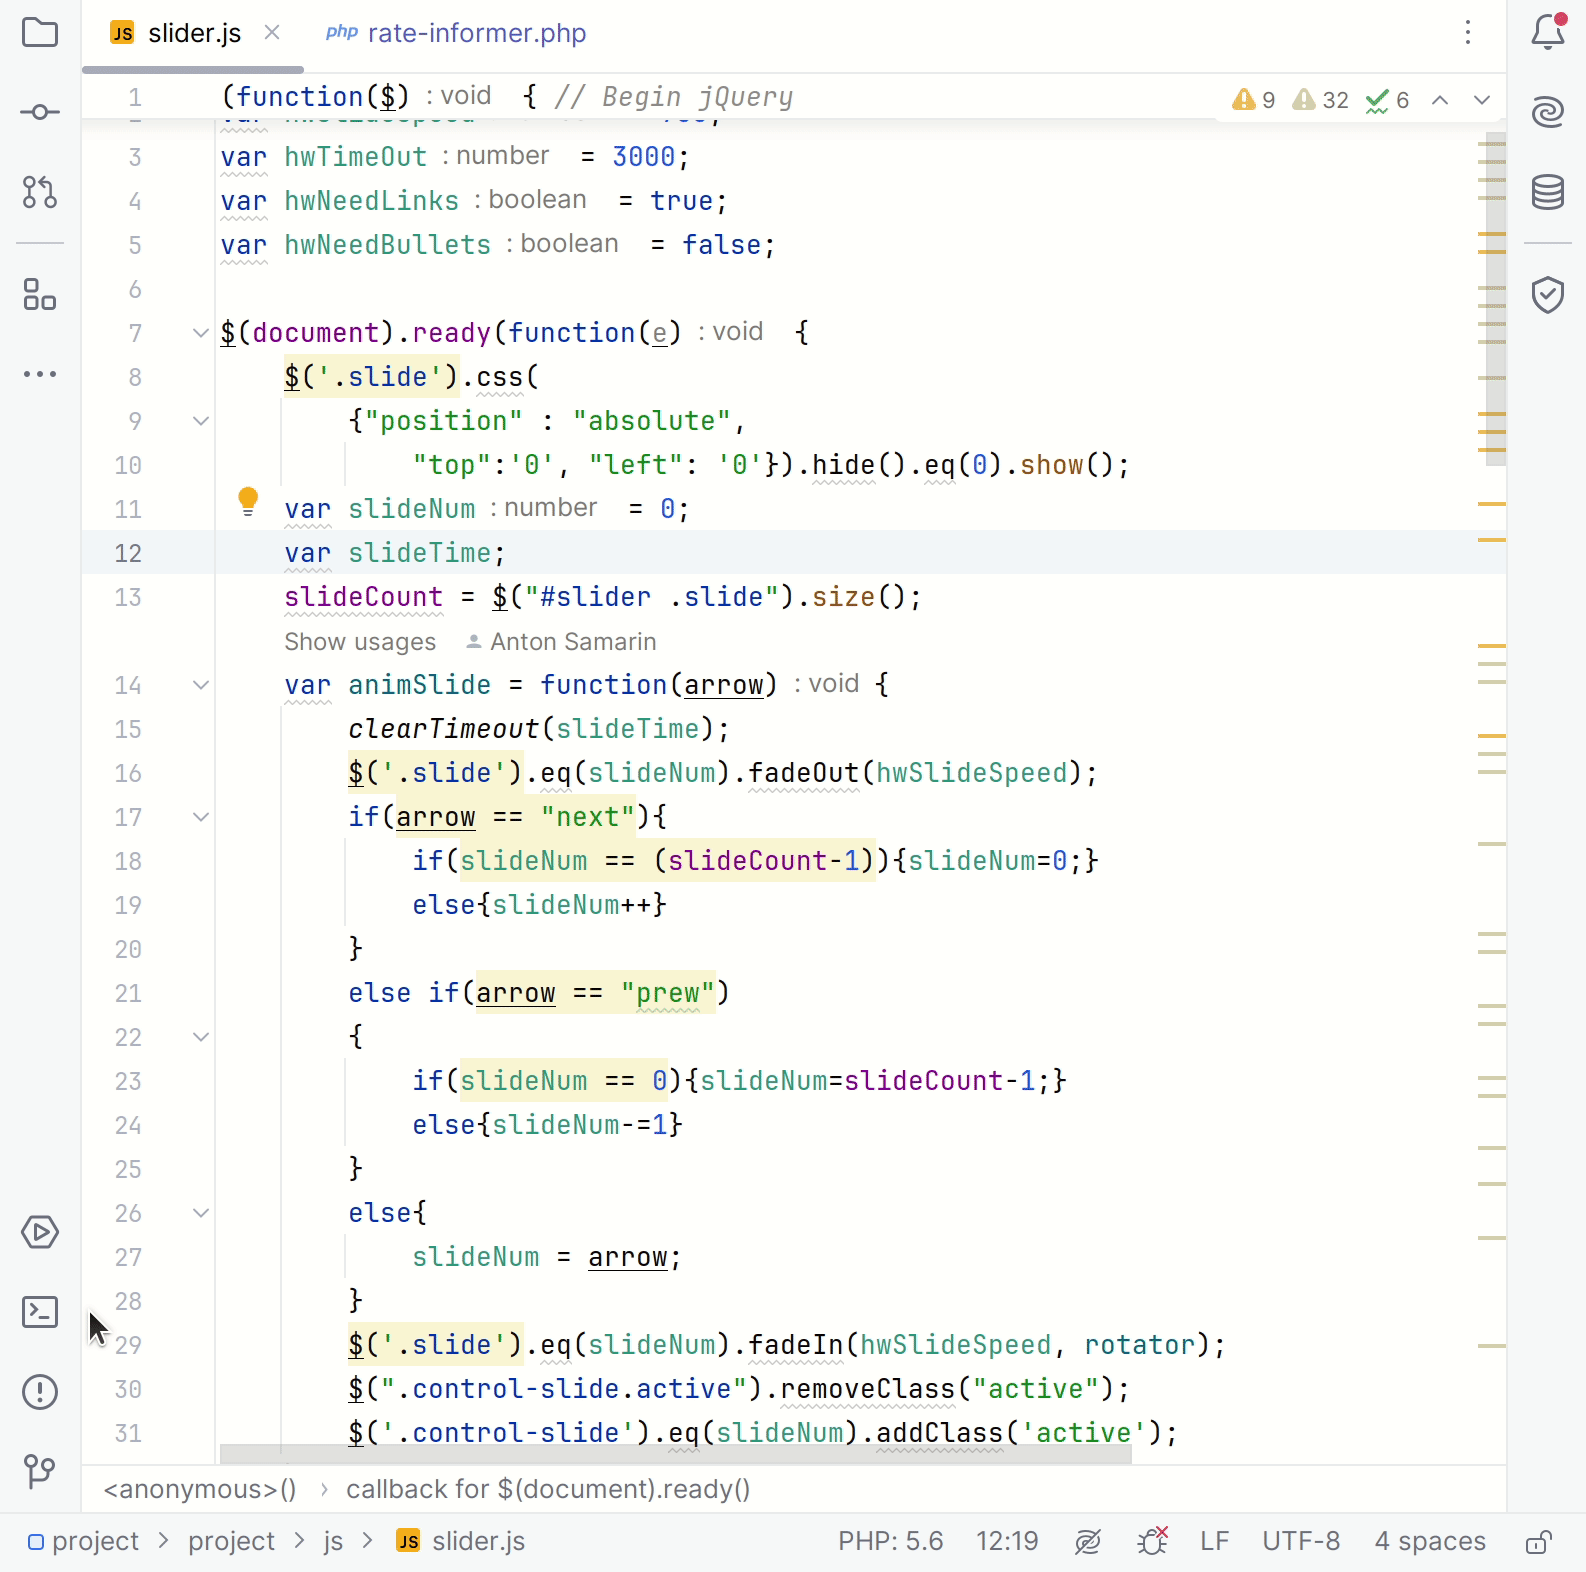 slider.js
php rate-informer.php
1 (function($) : void { // Begin jQuery
9 32 6
3 var hwTimeOut : number = 3000;
4 var hwNeedLinks : boolean = true;
5 var hwNeedBullets : boolean = false;
6
7 $(document).ready(function(e) : void {
8 $('.slide').css(
9 {"position" : "absolute",
10 "top":'0', "left": '0'}).hide().eq(0).show();
11 var slideNum : number = 0;
12 var slideTime;
13 slideCount = $("#slider .slide").size();
Show usages Anton Samarin
14 var animSlide = function(arrow) : void {
15 clearTimeout(slideTime);
16 $('.slide').eq(slideNum).fadeOut(hwSlideSpeed);
17 if(arrow == "next"){
18 if(slideNum == (slideCount-1)){slideNum=0;}
19 else{slideNum++}
20 }
21 else if(arrow == "prew")
22 {
23 if(slideNum == 0){slideNum=slideCount-1;}
24 else{slideNum-=1}
25 }
26 else{
27 slideNum = arrow;
28 }
29 $('.slide').eq(slideNum).fadeIn(hwSlideSpeed, rotator);
30 $(".control-slide.active").removeClass("active");
31 $('.control-slide').eq(slideNum).addClass('active');
<anonymous>() › callback for $(document).ready()
project > project > js > JS slider.js PHP: 5.6 12:19 LF UTF-8 4 spaces